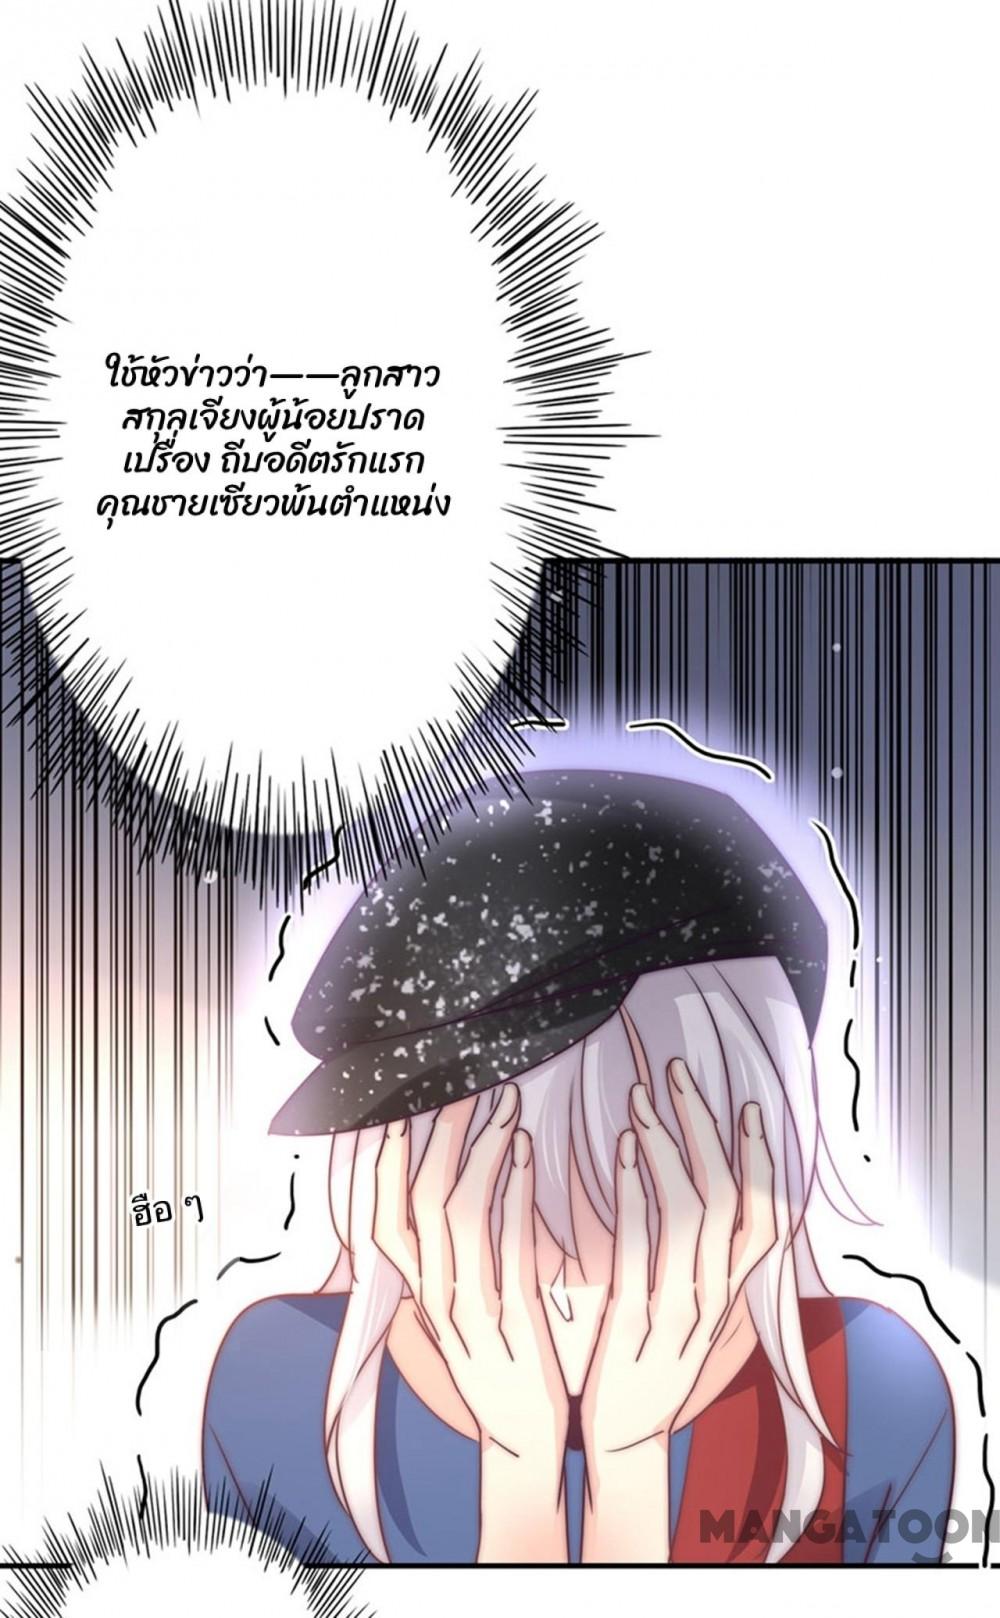 ใช้หัวข่าวว่า——ลูกสาว
สกุลเจียงผู้น้อยปราด
เปรื่อง ถีบอดีตรักแรก
คุณชายเซียวพ้นตำแหน่ง
ฮือ ๆ
MANGATOON